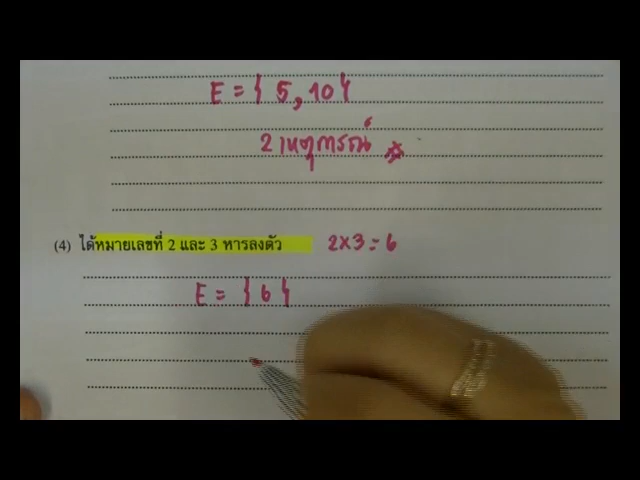 E = { 5, 10 }
2 เหตุการณ์
(4) ได้หมายเลขที่ 2 และ 3 หารลงตัว 2×3 = 6
E = { 6 }